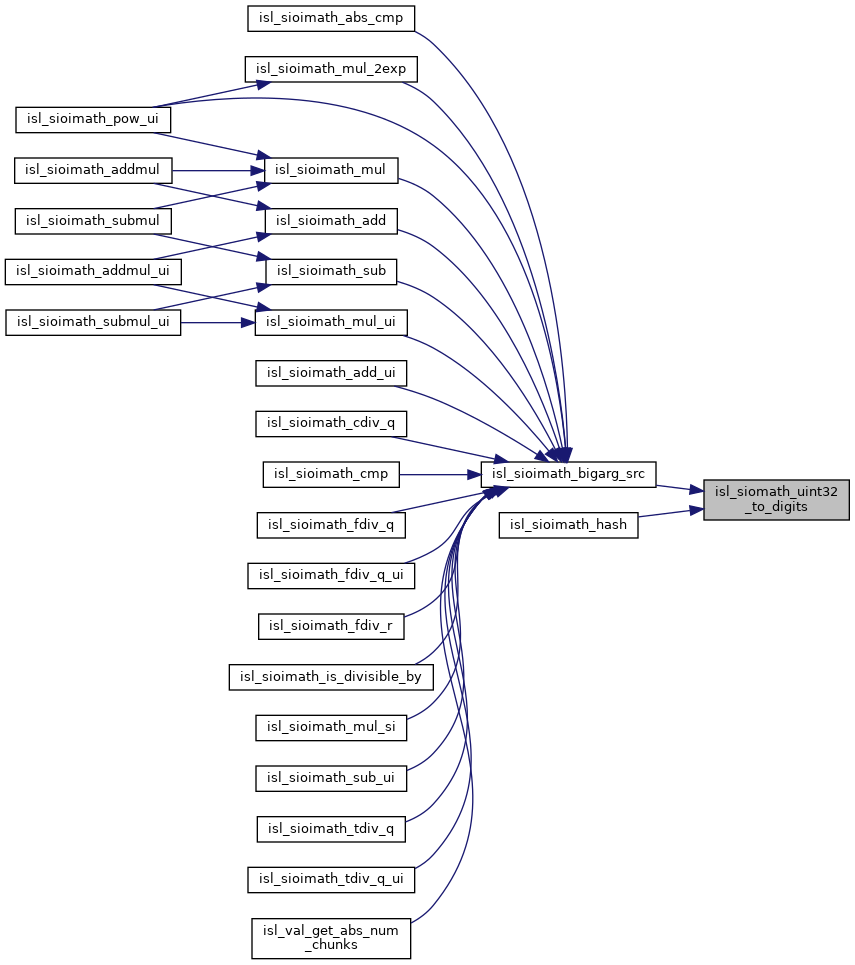 isl_sioimath_abs_cmp
isl_sioimath_mul_2exp
isl_sioimath_pow_ui
isl_sioimath_addmul
isl_sioimath_mul
isl_sioimath_submul
isl_sioimath_add
isl_sioimath_addmul_ui
isl_sioimath_sub
isl_sioimath_submul_ui
isl_sioimath_mul_ui
isl_sioimath_add_ui
isl_sioimath_cdiv_q
isl_sioimath_cmp
isl_sioimath_bigarg_src
isl_siomath_uint32
_to_digits
isl_sioimath_fdiv_q
isl_sioimath_hash
isl_sioimath_fdiv_q_ui
isl_sioimath_fdiv_r
isl_sioimath_is_divisible_by
isl_sioimath_mul_si
isl_sioimath_sub_ui
isl_sioimath_tdiv_q
isl_sioimath_tdiv_q_ui
isl_val_get_abs_num
_chunks